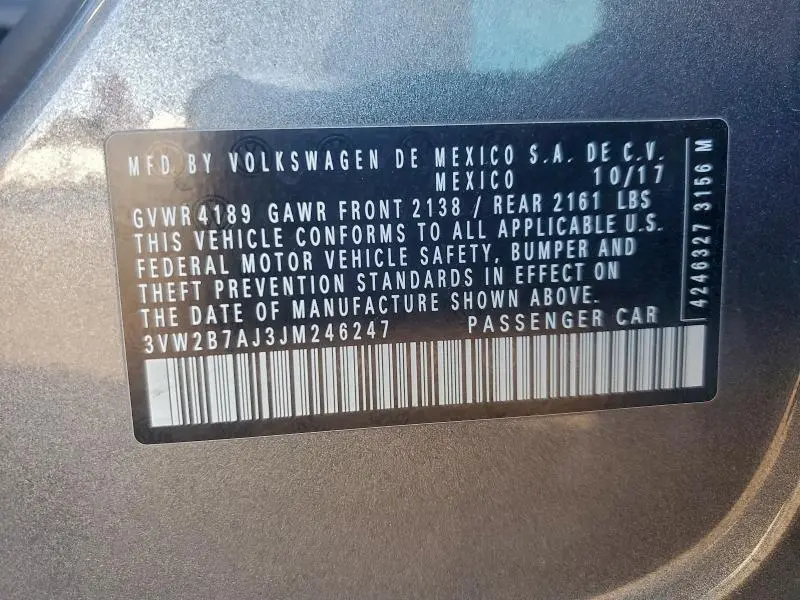 MFD. BY VOLKSWAGEN DE MEXICO S.A. DE C.V.
MEXICO 10/17
GVWR 4189 GAWR FRONT 2138 / REAR 2161 LBS
THIS VEHICLE CONFORMS TO ALL APPLICABLE U.S.
FEDERAL MOTOR VEHICLE SAFETY, BUMPER AND
THEFT PREVENTION STANDARDS IN EFFECT ON
THE DATE OF MANUFACTURE SHOWN ABOVE.
3VW2B7AJ3JM246247 PASSENGER CAR
4246327 3156 M